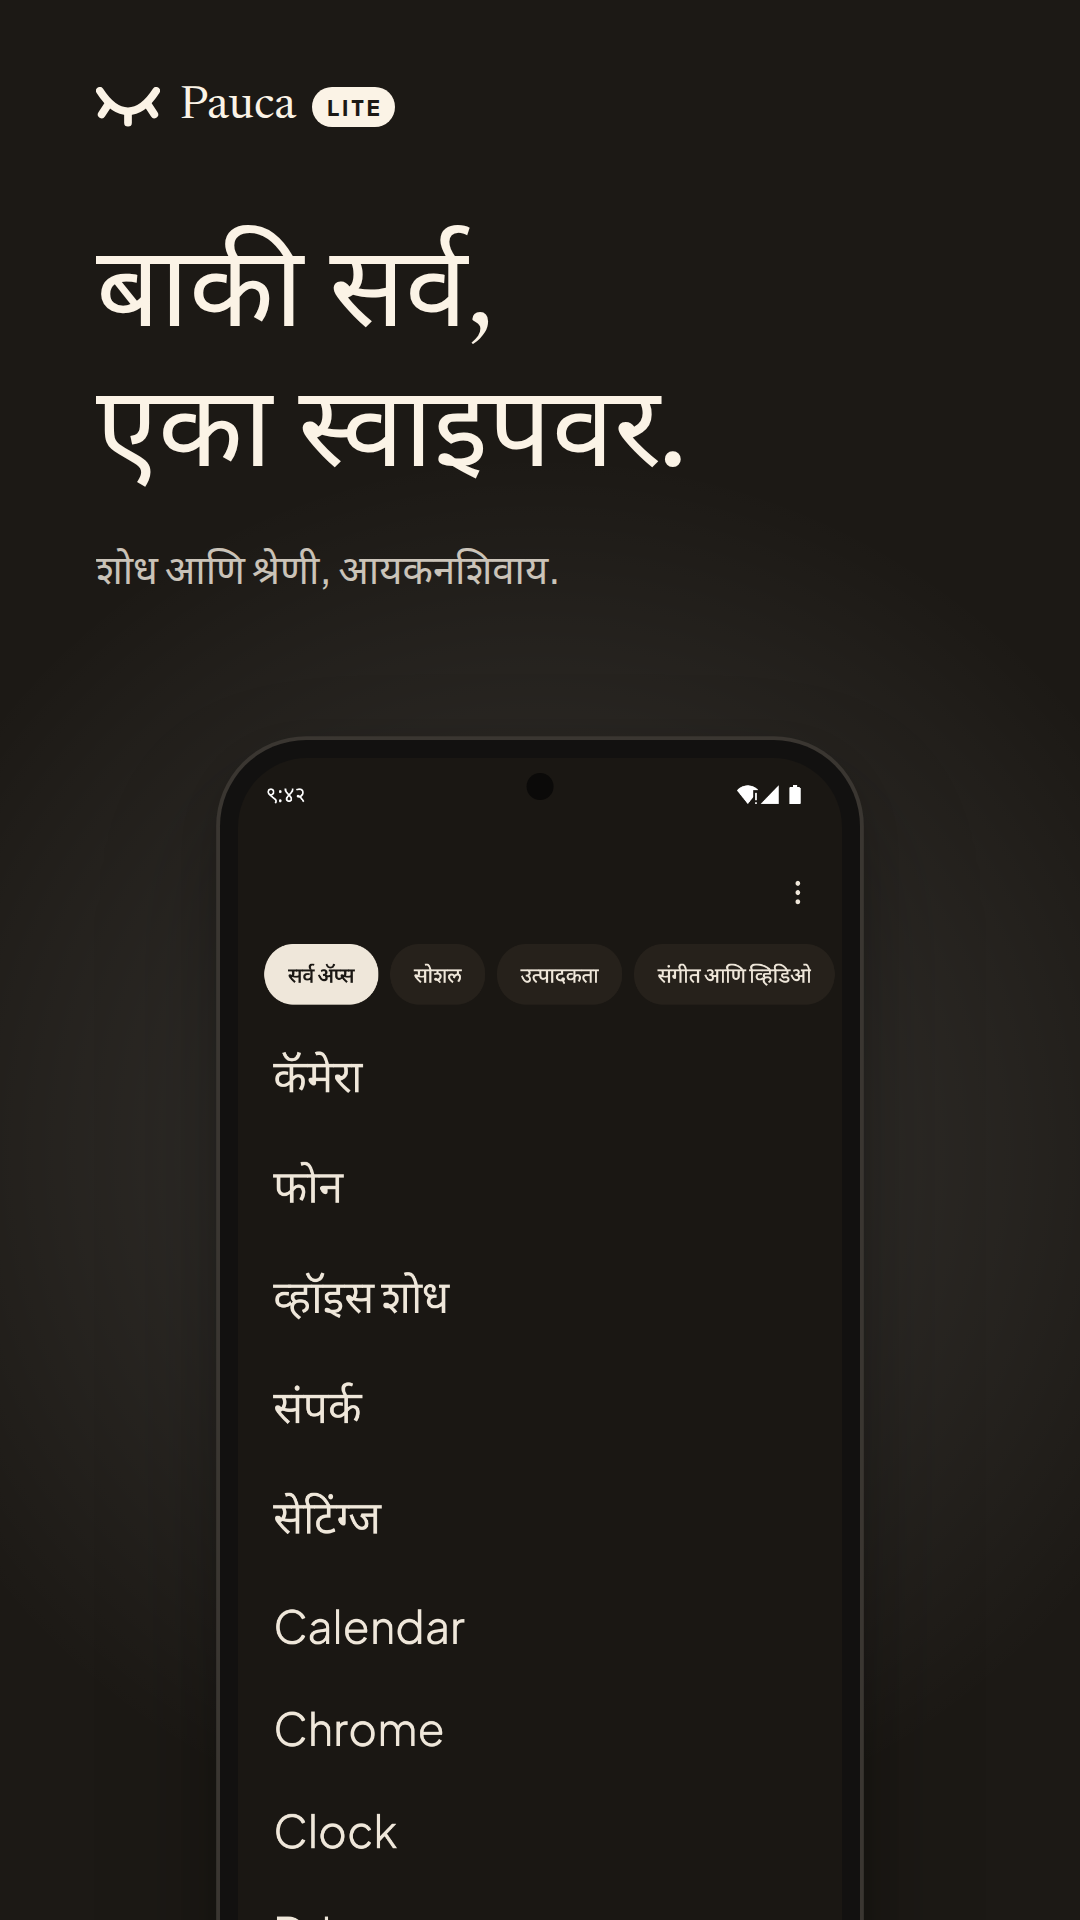 Pauca LITE
बाकी सर्व,
एका स्वाइपवर.
शोध आणि श्रेणी, आयकनशिवाय.
९:४२
सर्व ॲप्स सोशल उत्पादकता संगीत आणि व्हिडिओ
कॅमेरा
फोन
व्हॉइस शोध
संपर्क
सेटिंग्ज
Calendar
Chrome
Clock